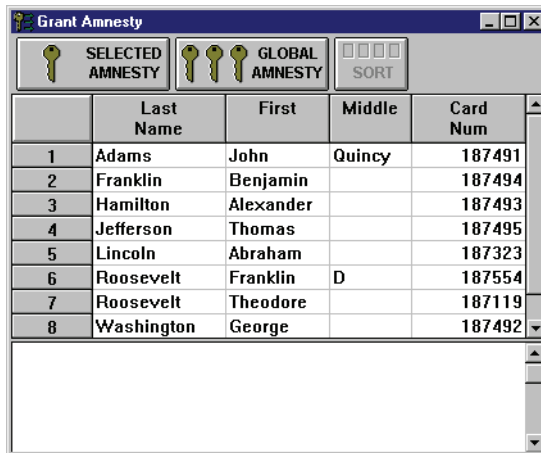 Grant Amnesty
SELECTED AMNESTY GLOBAL AMNESTY SORT
Last Name First Middle Card Num
1 Adams John Quincy 187491
2 Franklin Benjamin 187494
3 Hamilton Alexander 187493
4 Jefferson Thomas 187495
5 Lincoln Abraham 187323
6 Roosevelt Franklin D 187554
7 Roosevelt Theodore 187119
8 Washington George 187492